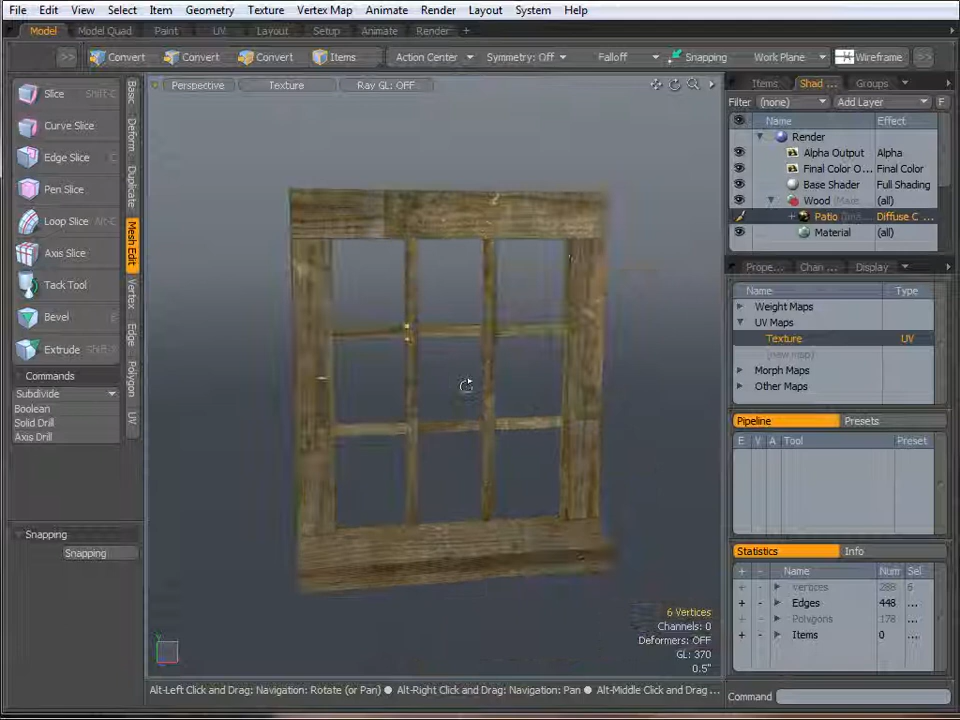 File Edit View Select Item Geometry Texture Vertex Map Animate Render Layout System Help
Model Model Quad Paint UV Layout Setup Animate Render +
>> Convert Convert Convert Items Action Center Symmetry: Off Falloff Snapping Work Plane Wireframe >>
Slice Shift-C
Curve Slice
Edge Slice C
Pen Slice
Loop Slice Alt-C
Axis Slice
Tack Tool
Bevel
Extrude
Commands
Subdivide
Boolean
Solid Drill
Axis Drill
Snapping
Snapping
Basic
Deform
Duplicate
Mesh Edit
Vertex
Edge
Polygon
UV
Perspective Texture Ray GL: OFF
6 Vertices
Channels: 0
Deformers: OFF
GL: 370
0.5"
Alt-Left Click and Drag: Navigation: Rotate (or Pan) ● Alt-Right Click and Drag: Navigation: Pan ● Alt-Middle Click and Drag ...
Items Shad ... Groups
Filter (none) Add Layer F
Name Effect
Render
Alpha Output Alpha
Final Color O... Final Color
Base Shader Full Shading
Wood (all)
Patio Diffuse C ...
Material (all)
Prope... Chan ... Display
Name Type
Weight Maps
UV Maps
Texture UV
(new map)
Morph Maps
Other Maps
Pipeline Presets
E V A Tool Preset
Statistics Info
+ - Name Num Sel
+ - Vertices 288 6
+ - Edges 448 ...
+ - Polygons 178 ...
+ - Items 0 ...
Command